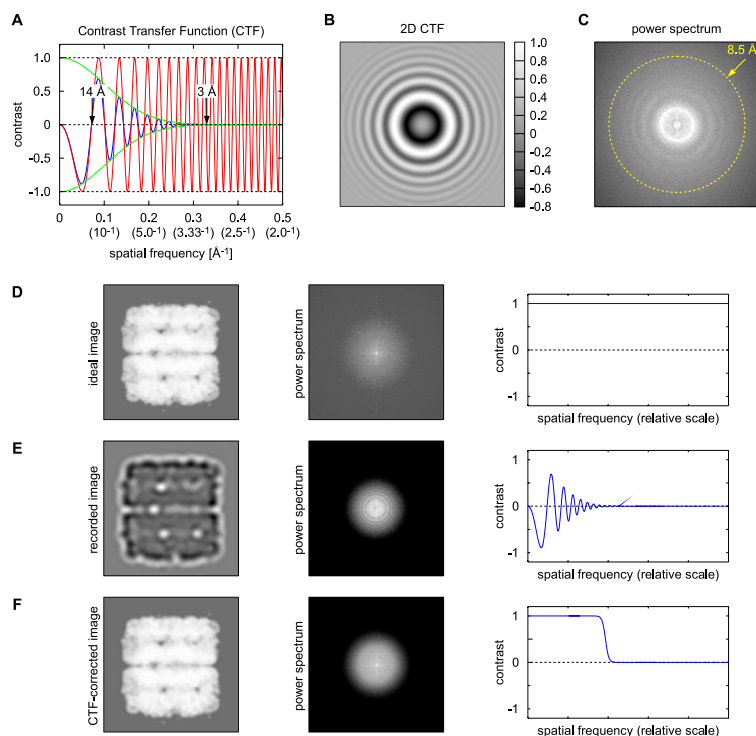 A
Contrast Transfer Function (CTF)
1.0
0.5
0
-0.5
-1.0
contrast
14 Å
3 Å
0 0.1 0.2 0.3 0.4 0.5
(10⁻¹) (5.0⁻¹) (3.33⁻¹) (2.5⁻¹) (2.0⁻¹)
spatial frequency [Å⁻¹]
B
2D CTF
1.0
0.8
0.6
0.4
0.2
0
-0.2
-0.4
-0.6
-0.8
C
power spectrum
8.5 Å
D
ideal image
power spectrum
contrast
1
0
-1
spatial frequency (relative scale)
E
recorded image
power spectrum
contrast
1
0
-1
spatial frequency (relative scale)
F
CTF-corrected image
power spectrum
contrast
1
0
-1
spatial frequency (relative scale)